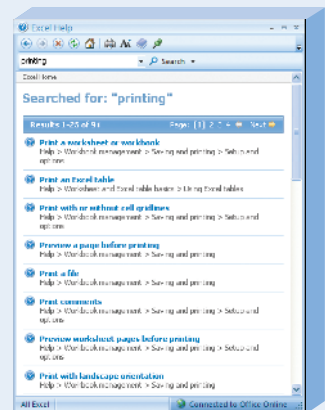 Excel Help
printing
Search
Excel Home
Searched for: "printing"
Results 1-25 of 91 Page: [1] 2 3 4 Next
Print a worksheet or workbook
Help > Workbook management > Saving and printing > Setup and
options
Print an Excel table
Help > Worksheet and Excel table basics > Using Excel tables
Print with or without cell gridlines
Help > Workbook management > Saving and printing > Setup and
options
Preview a page before printing
Help > Workbook management > Saving and printing
Print a file
Help > Workbook management > Saving and printing
Print comments
Help > Workbook management > Saving and printing > Setup and
options
Preview worksheet pages before printing
Help > Workbook management > Saving and printing > Setup and
options
Print with landscape orientation
Help > Workbook management > Saving and printing
All Excel Connected to Office Online